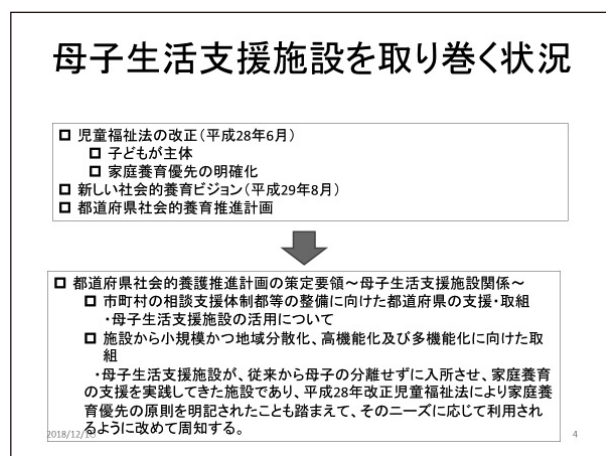 母子生活支援施設を取り巻く状況
児童福祉法の改正(平成28年6月)
子どもが主体
家庭養育優先の明確化
新しい社会的養育ビジョン(平成29年8月)
都道府県社会的養育推進計画
都道府県社会的養護推進計画の策定要領~母子生活支援施設関係~
市町村の相談支援体制都等の整備に向けた都道府県の支援・取組
・母子生活支援施設の活用について
施設から小規模かつ地域分散化、高機能化及び多機能化に向けた取
組
・母子生活支援施設が、従来から母子の分離せずに入所させ、家庭養育
の支援を実践してきた施設であり、平成28年改正児童福祉法により家庭養
育優先の原則を明記されたことも踏まえて、そのニーズに応じて利用され
るように改めて周知する。
4